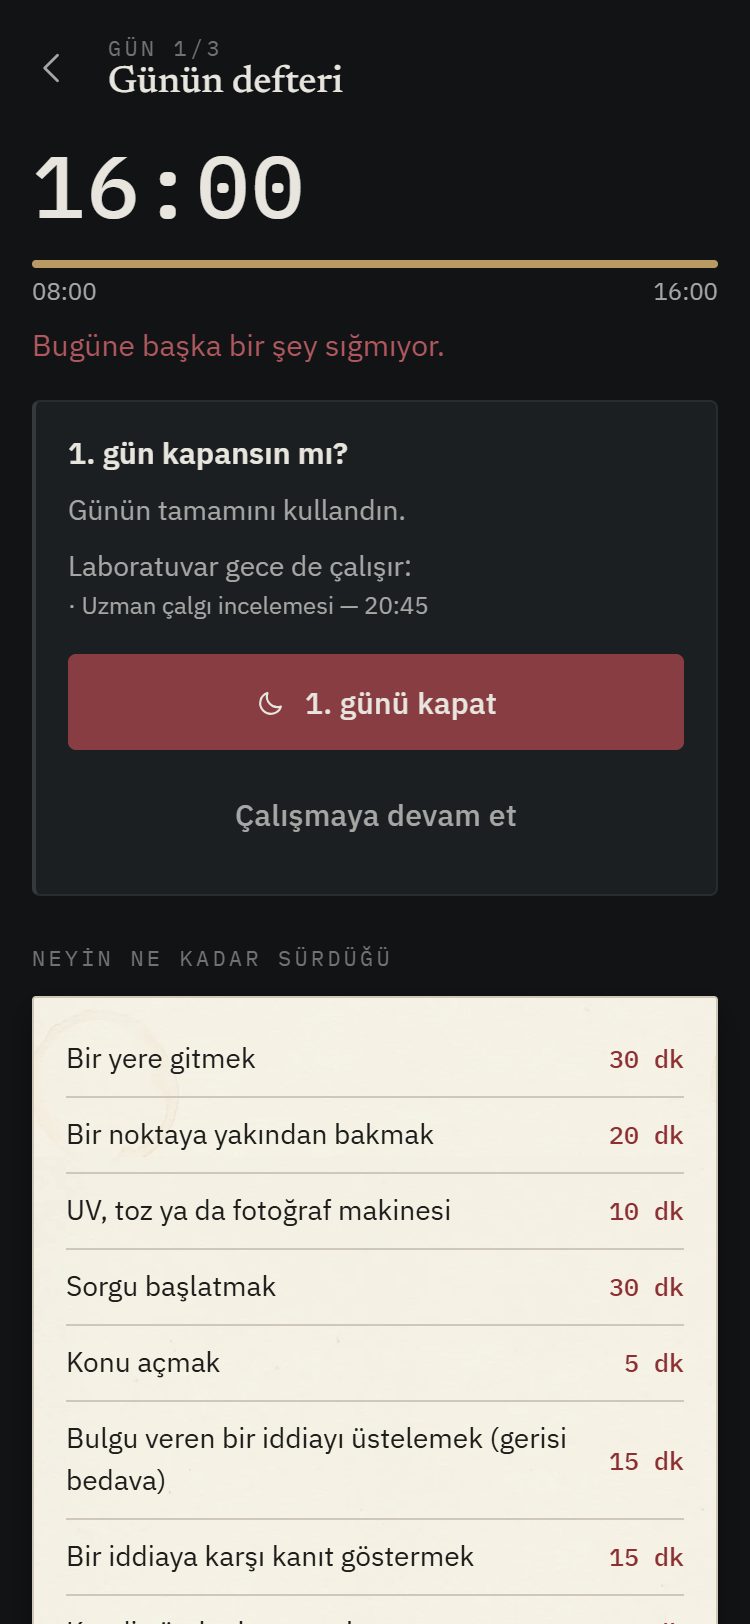 GÜN 1/3
Günün defteri
16:00
08:00
16:00
Bugüne başka bir şey sığmıyor.
1. gün kapansın mı?
Günün tamamını kullandın.
Laboratuvar gece de çalışır:
· Uzman çalgı incelemesi — 20:45
1. günü kapat
Çalışmaya devam et
NEYİN NE KADAR SÜRDÜĞÜ
Bir yere gitmek 30 dk
Bir noktaya yakından bakmak 20 dk
UV, toz ya da fotoğraf makinesi 10 dk
Sorgu başlatmak 30 dk
Konu açmak 5 dk
Bulgu veren bir iddiayı üstelemek (gerisi
bedava) 15 dk
Bir iddiaya karşı kanıt göstermek 15 dk